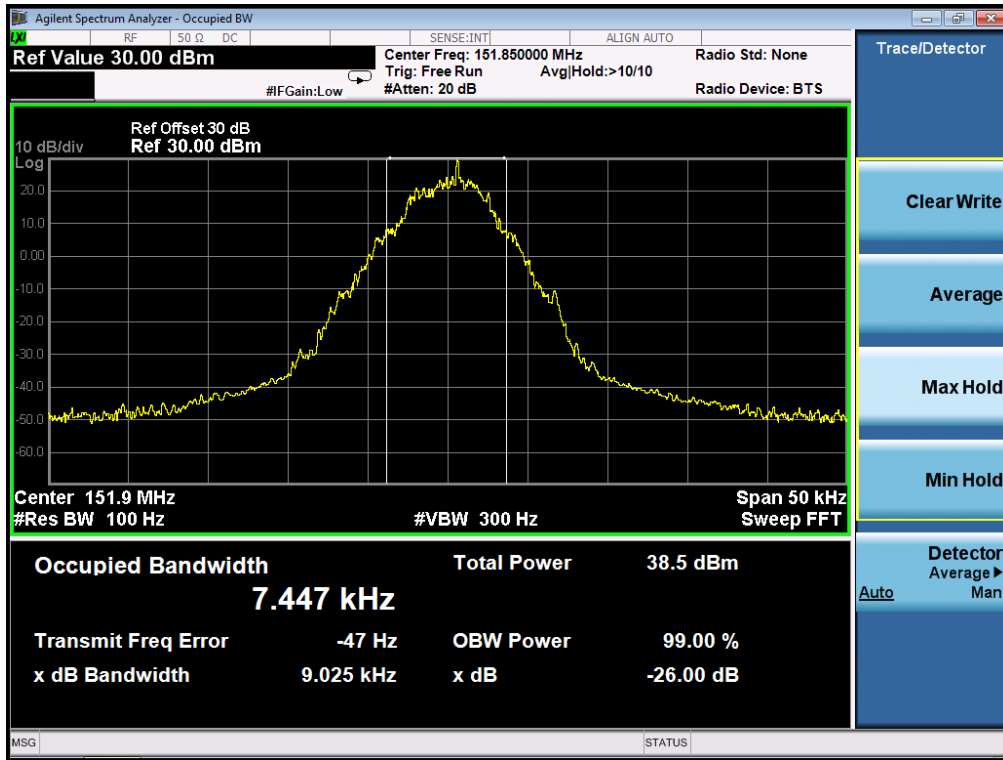 Agilent Spectrum Analyzer - Occupied BW
LXI RF 50 Ω DC SENSE:INT ALIGN AUTO
Ref Value 30.00 dBm Center Freq: 151.850000 MHz Radio Std: None
Trig: Free Run Avg|Hold:>10/10
#IFGain:Low #Atten: 20 dB Radio Device: BTS
Ref Offset 30 dB
10 dB/div Ref 30.00 dBm
Log
20.0
10.0
0.00
-10.0
-20.0
-30.0
-40.0
-50.0
-60.0
Center 151.9 MHz Span 50 kHz
#Res BW 100 Hz #VBW 300 Hz Sweep FFT
Occupied Bandwidth Total Power 38.5 dBm
7.447 kHz
Transmit Freq Error -47 Hz OBW Power 99.00 %
x dB Bandwidth 9.025 kHz x dB -26.00 dB
MSG STATUS
Trace/Detector
Clear Write
Average
Max Hold
Min Hold
Detector
Average
Auto Man